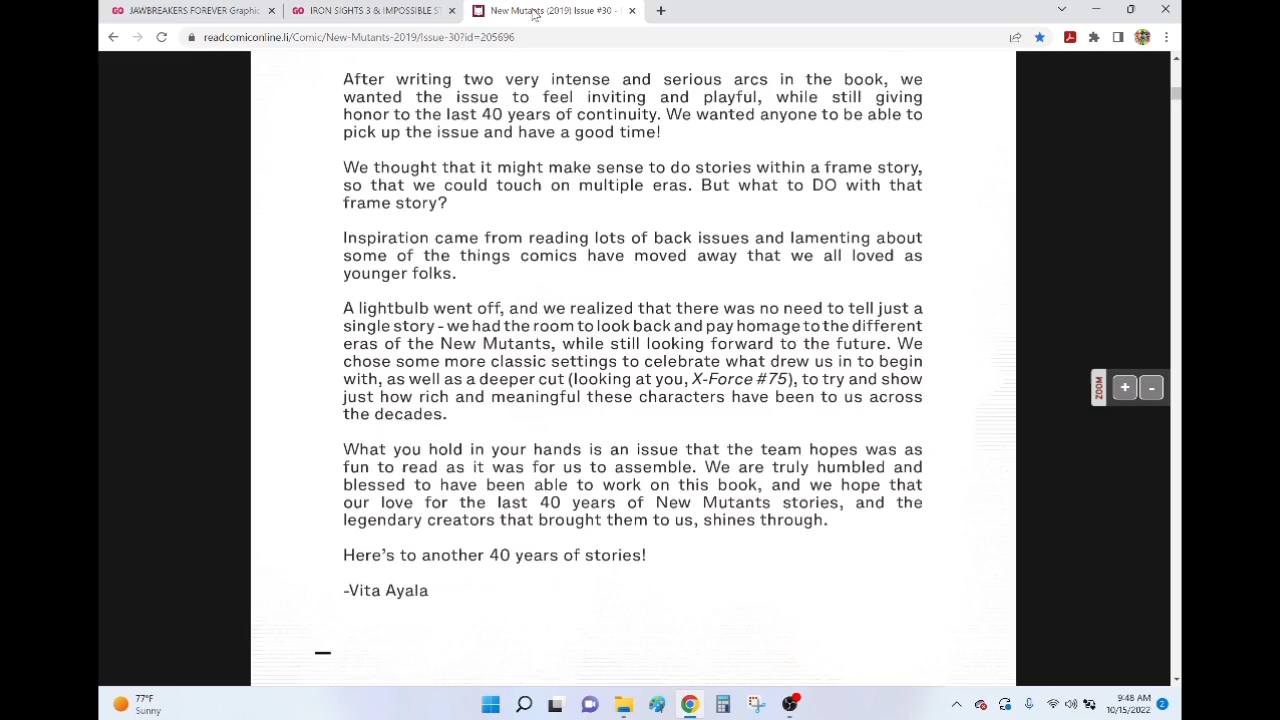 JAWBREAKERS FOREVER Graphic
IRON SIGHTS 3 & IMPOSSIBLE ST
New Mutants (2019) Issue #30 -
readcomiconline.li/Comic/New-Mutants-2019/Issue-30?id=205696
After writing two very intense and serious arcs in the book, we
wanted the issue to feel inviting and playful, while still giving
honor to the last 40 years of continuity. We wanted anyone to be able to
pick up the issue and have a good time!
We thought that it might make sense to do stories within a frame story,
so that we could touch on multiple eras. But what to DO with that
frame story?
Inspiration came from reading lots of back issues and lamenting about
some of the things comics have moved away that we all loved as
younger folks.
A lightbulb went off, and we realized that there was no need to tell just a
single story - we had the room to look back and pay homage to the different
eras of the New Mutants, while still looking forward to the future. We
chose some more classic settings to celebrate what drew us in to begin
with, as well as a deeper cut (looking at you, X-Force #75), to try and show
just how rich and meaningful these characters have been to us across
the decades.
What you hold in your hands is an issue that the team hopes was as
fun to read as it was for us to assemble. We are truly humbled and
blessed to have been able to work on this book, and we hope that
our love for the last 40 years of New Mutants stories, and the
legendary creators that brought them to us, shines through.
Here's to another 40 years of stories!
-Vita Ayala
ZOOM
+ -
77°F
Sunny
9:48 AM
10/15/2022
2